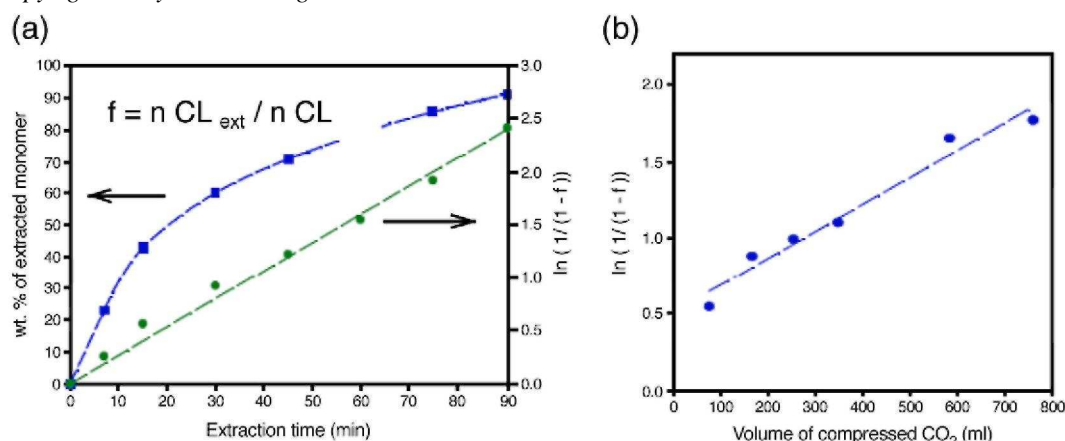 (a)
(b)
f = n CL ext / n CL
wt. % of extracted monomer
100
90
80
70
60
50
40
30
20
10
0
3.0
2.5
2.0
1.5
1.0
0.5
0.0
ln ( 1/ (1 - f ))
0 10 20 30 40 50 60 70 80 90
Extraction time (min)
ln ( 1/ (1 - f ))
2.0
1.5
1.0
0.5
0.0
0 100 200 300 400 500 600 700 800
Volume of compressed CO2 (ml)